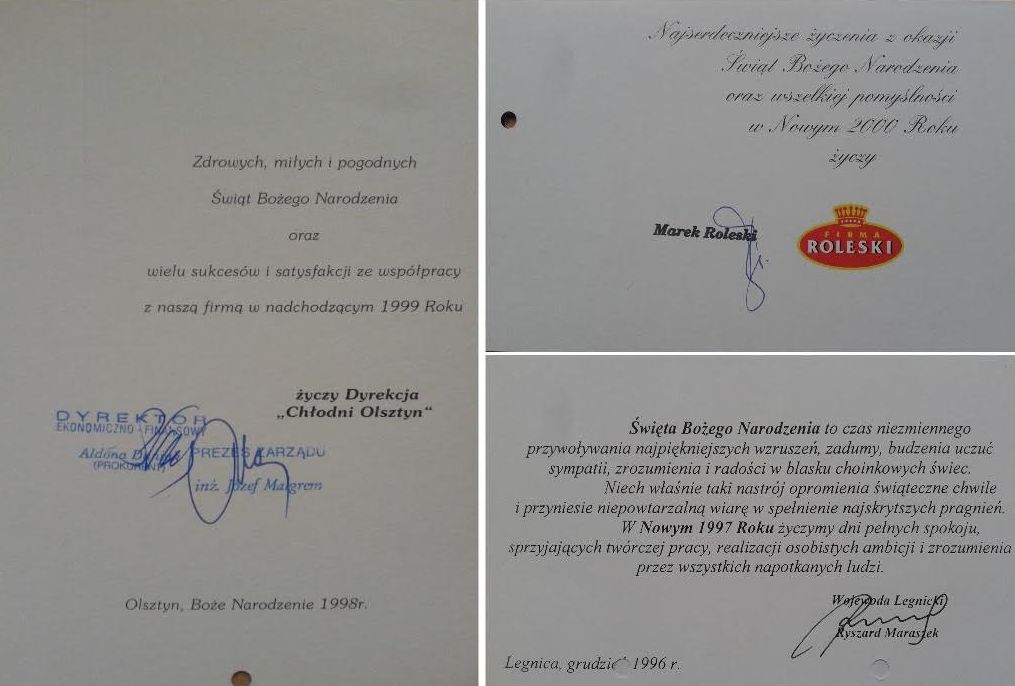 Zdrowych, miłych i pogodnych
Świąt Bożego Narodzenia
oraz
wielu sukcesów i satysfakcji ze współpracy
z naszą firmą w nadchodzącym 1999 Roku
życzy Dyrekcja
„Chłodni Olsztyn”
DYREKTOR
EKONOMICZNO - FINANSOWY
Aldona
(PROKURENT)
PREZES ZARZĄDU
inż. Józef Malgrem
Olsztyn, Boże Narodzenie 1998r.
Najserdeczniejsze życzenia z okazji
Świąt Bożego Narodzenia
oraz wszelkiej pomyślności
w Nowym 2000 Roku
życzy
Marek Roleski
FIRMA
ROLESKI
Święta Bożego Narodzenia to czas niezmiennego
przywoływania najpiękniejszych wzruszeń, zadumy, budzenia uczuć
sympatii, zrozumienia i radości w blasku choinkowych świec.
Niech właśnie taki nastrój opromienia świąteczne chwile
i przyniesie niepowtarzalną wiarę w spełnienie najskrytszych pragnień.
W Nowym 1997 Roku życzymy dni pełnych spokoju,
sprzyjających twórczej pracy, realizacji osobistych ambicji i zrozumienia
przez wszystkich napotkanych ludzi.
Wojewoda Legnicki
Ryszard Maraszek
Legnica, grudzień 1996 r.